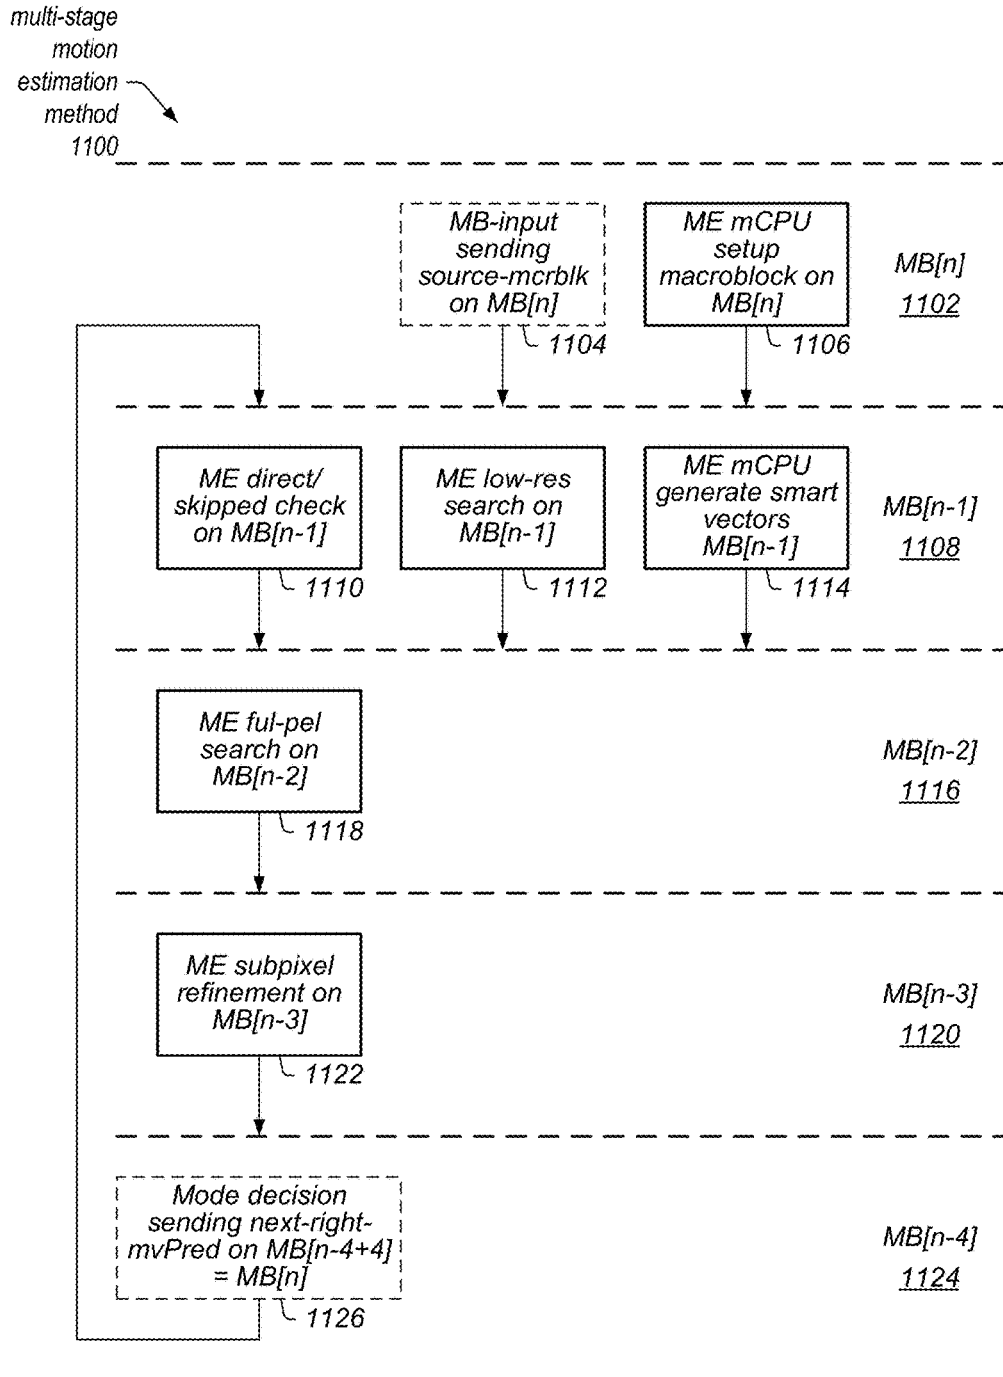 multi-stage
motion
estimation
method
1100
MB-input
sending
source-mcrblk
on MB[n]
1104
ME mCPU
setup
macroblock on
MB[n]
1106
MB[n]
1102
ME direct/
skipped check
on MB[n-1]
1110
ME low-res
search on
MB[n-1]
1112
ME mCPU
generate smart
vectors
MB[n-1]
1114
MB[n-1]
1108
ME ful-pel
search on
MB[n-2]
1118
MB[n-2]
1116
ME subpixel
refinement on
MB[n-3]
1122
MB[n-3]
1120
Mode decision
sending next-right-
mvPred on MB[n-4+4]
= MB[n]
1126
MB[n-4]
1124